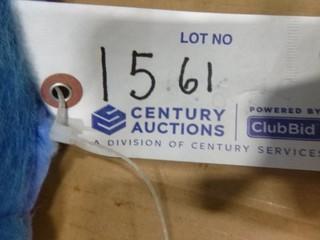 LOT NO
1561
CENTURY
AUCTIONS
POWERED BY
ClubBid
A DIVISION OF CENTURY SERVICES